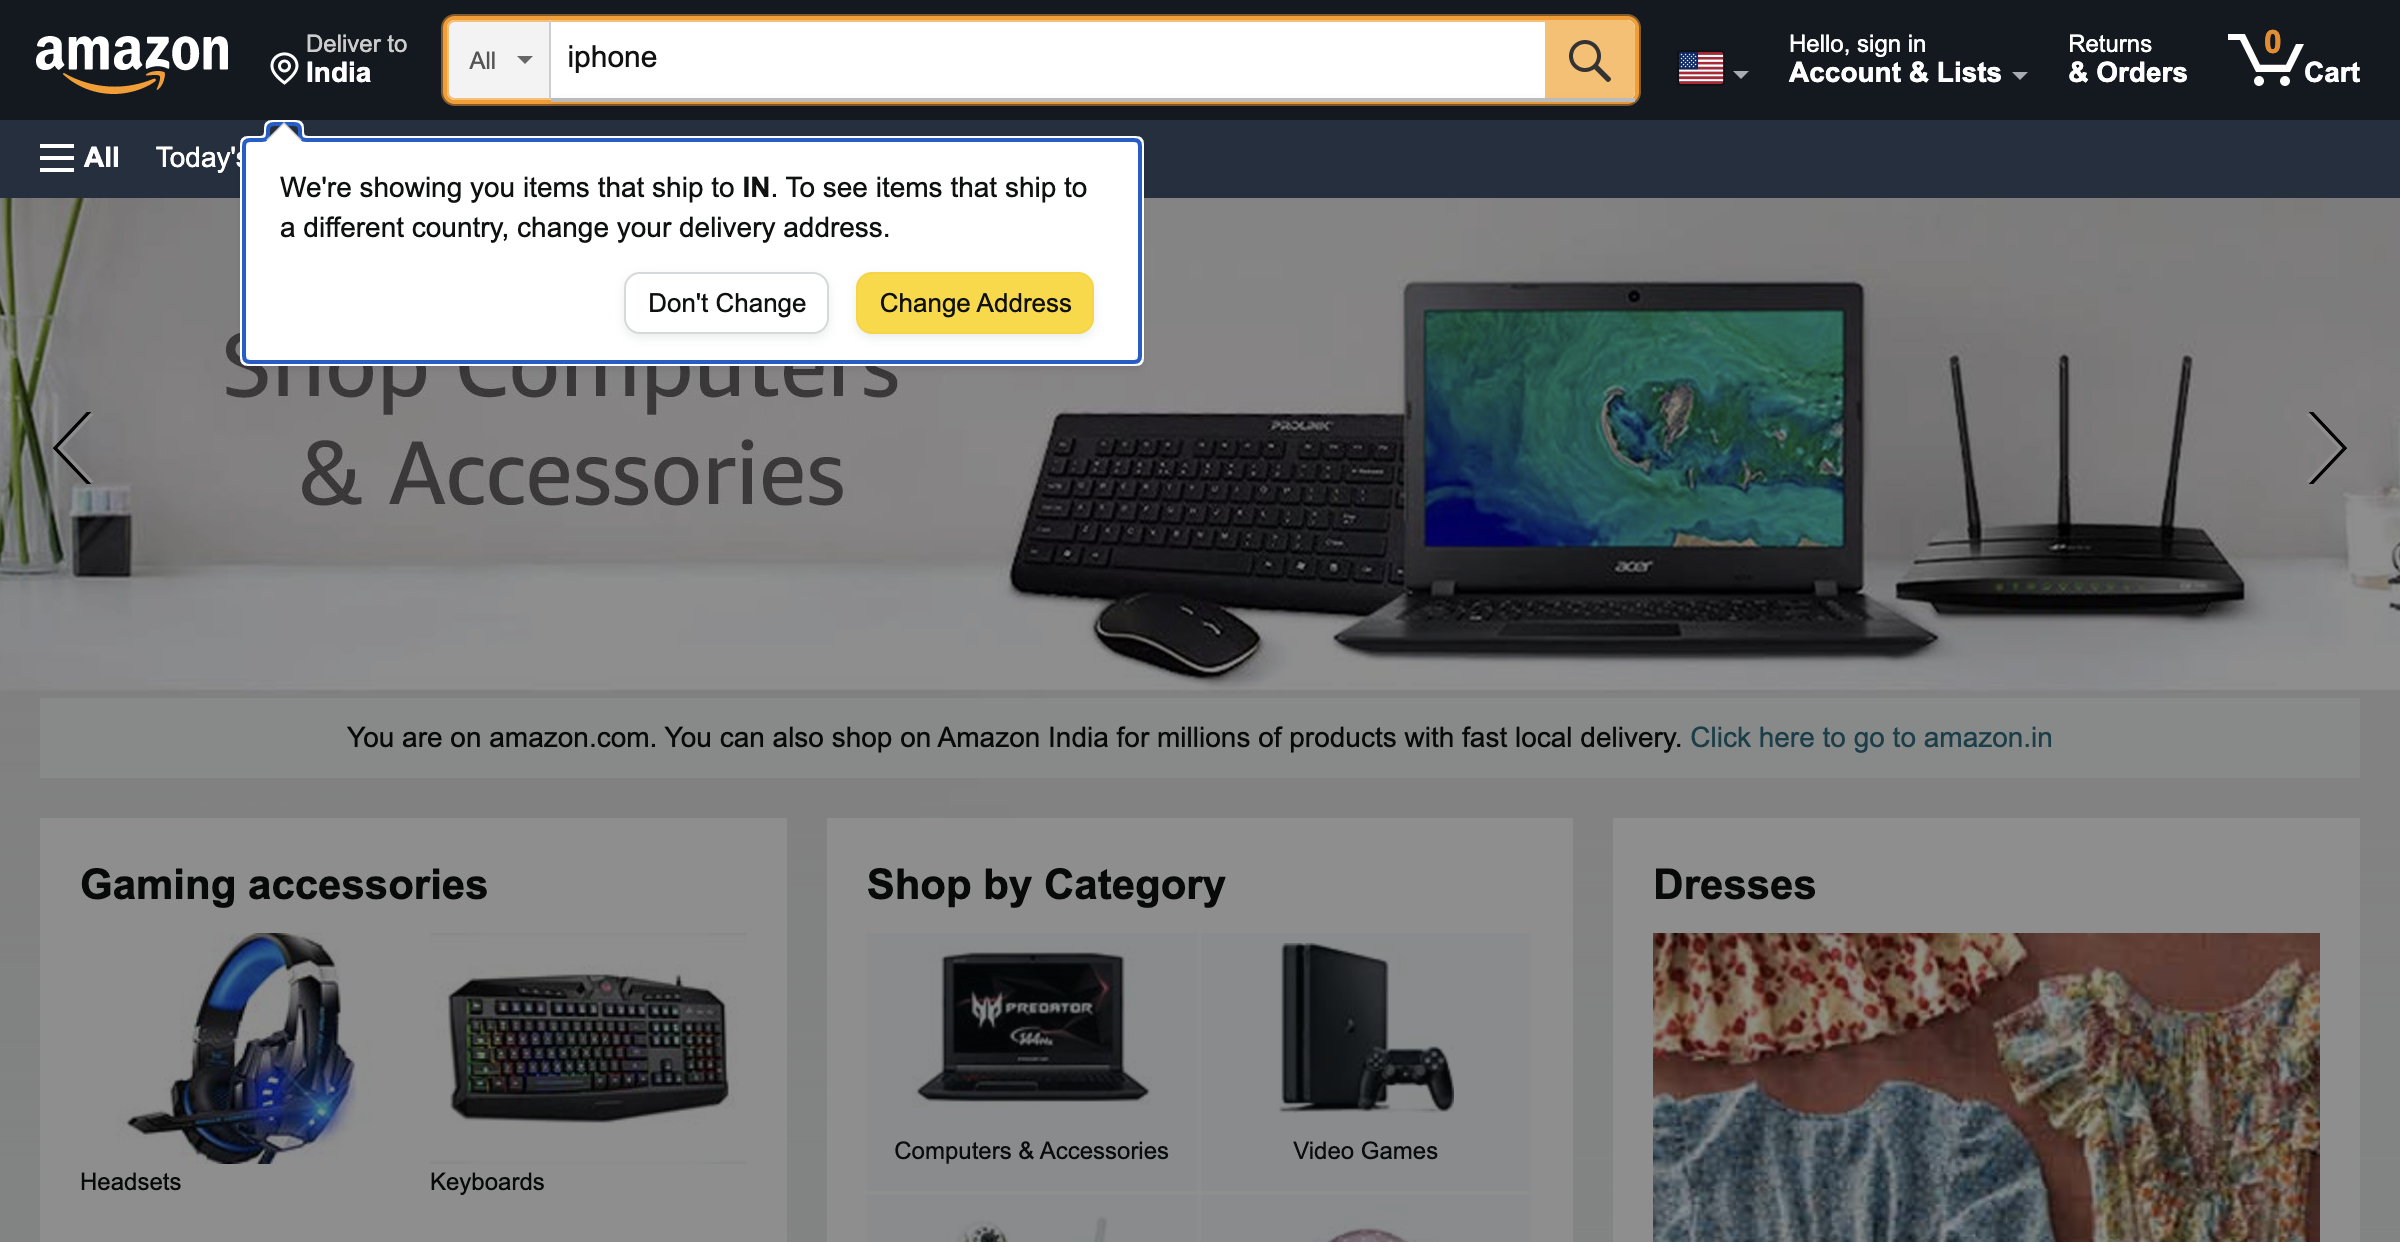 amazon
Deliver to
India
All
iphone
Hello, sign in
Account & Lists
Returns
& Orders
0
Cart
All
Today's
We're showing you items that ship to IN. To see items that ship to
a different country, change your delivery address.
Don't Change
Change Address
Shop Computers
& Accessories
PROLINK
acer
You are on amazon.com. You can also shop on Amazon India for millions of products with fast local delivery. Click here to go to amazon.in
Gaming accessories
Shop by Category
Dresses
PREDATOR
Headsets
Keyboards
Computers & Accessories
Video Games